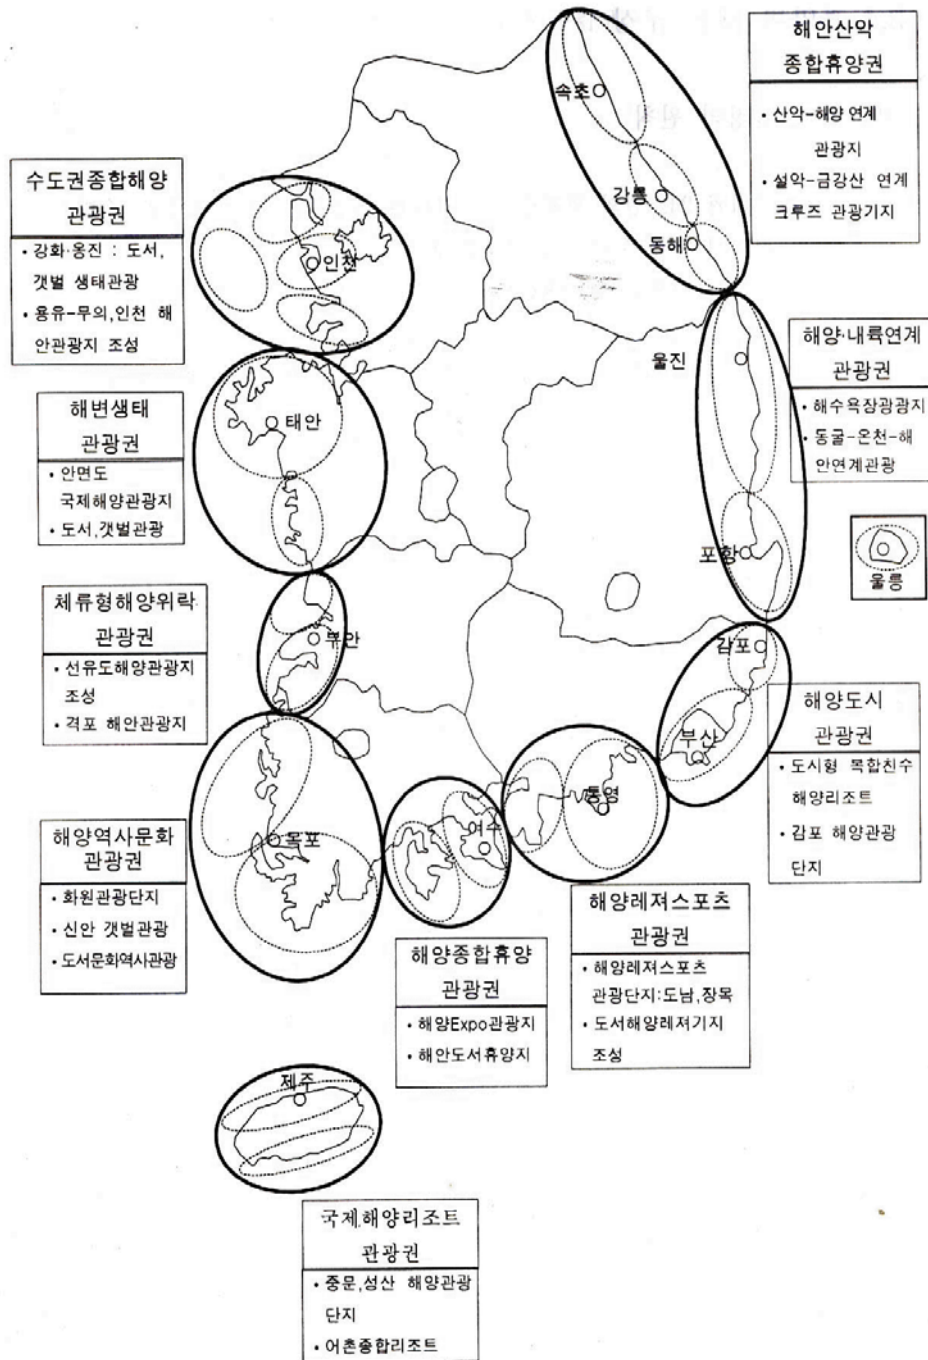 해안산악
종합휴양권
• 산악-해양 연계
관광지
• 설악-금강산 연계
크루즈 관광기지
속초
강릉
동해
수도권종합해양
관광권
• 강화·옹진 : 도서,
갯벌 생태관광
• 용유-무의,인천 해
안관광지 조성
인천
해양·내륙연계
관광권
• 해수욕장광광지
• 동굴-온천-해
안연계관광
울진
포항
울릉
해변생태
관광권
• 안면도
국제해양관광지
• 도서,갯벌관광
태안
체류형해양위락
관광권
• 선유도해양관광지
조성
• 격포 해안관광지
부안
감포
부산
해양도시
관광권
• 도시형 복합친수
해양리조트
• 감포 해양관광
단지
해양역사문화
관광권
• 화원관광단지
• 신안 갯벌관광
• 도서문화역사관광
목포
여수
통영
해양종합휴양
관광권
• 해양Expo관광지
• 해안도서휴양지
해양레져스포츠
관광권
• 해양레져스포츠
관광단지:도남,장목
• 도서해양레져기지
조성
제주
국제해양리조트
관광권
• 중문,성산 해양관광
단지
• 어촌종합리조트